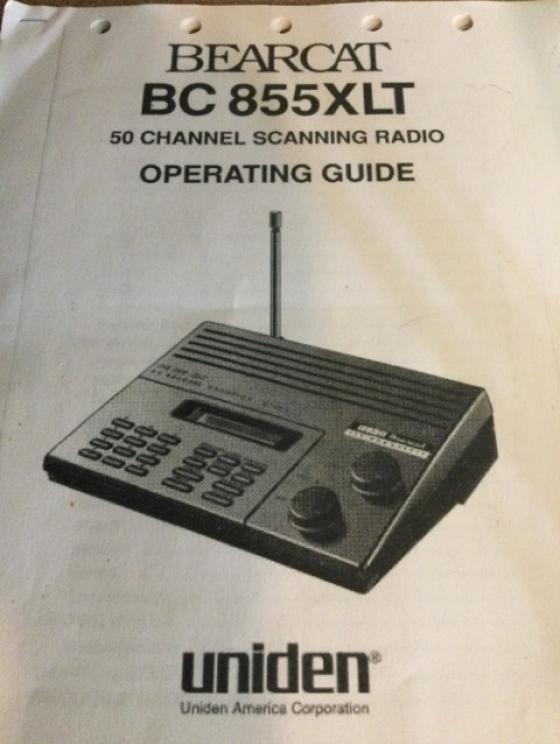 BEARCAT
BC 855XLT
50 CHANNEL SCANNING RADIO
OPERATING GUIDE
uniden®
Uniden America Corporation